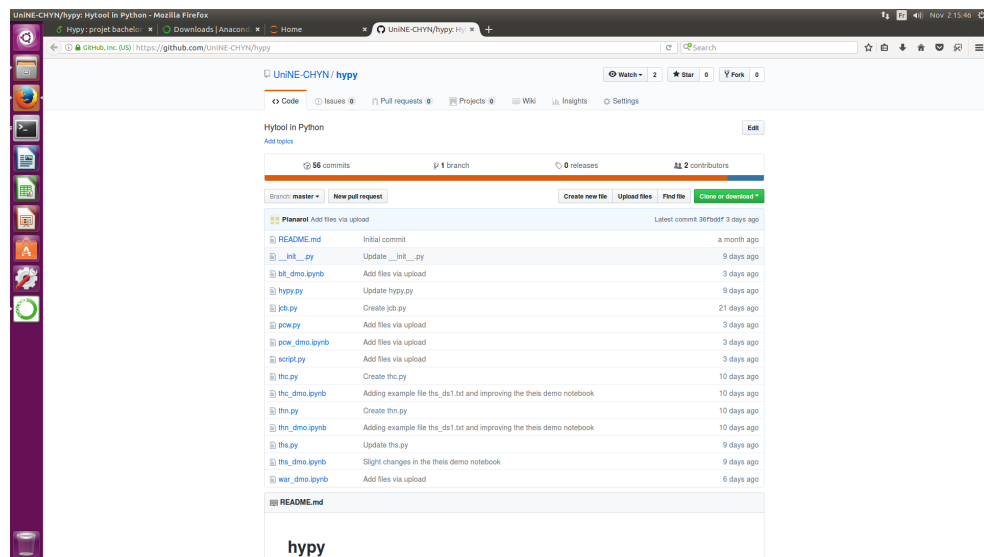 UniNE-CHYN/hypy: Hytool in Python - Mozilla Firefox
Fr Nov 2 15:46
Hypy : projet bachelo × Downloads | Anacond × Home × UniNE-CHYN/hypy: Hy × +
GitHub, Inc. (US) https://github.com/UniNE-CHYN/hypy Search
UniNE-CHYN / hypy Watch 2 Star 0 Fork 0
Code Issues 0 Pull requests 0 Projects 0 Wiki Insights Settings
Hytool in Python Edit
Add topics
56 commits 1 branch 0 releases 2 contributors
Branch: master New pull request Create new file Upload files Find file Clone or download
Planarol Add files via upload Latest commit 36fbddf 3 days ago
README.md Initial commit a month ago
__init__.py Update __init__.py 9 days ago
blt_dmo.ipynb Add files via upload 3 days ago
hypy.py Update hypy.py 9 days ago
jcb.py Create jcb.py 21 days ago
pcw.py Add files via upload 3 days ago
pcw_dmo.ipynb Add files via upload 3 days ago
script.py Add files via upload 3 days ago
thc.py Create thc.py 10 days ago
thc_dmo.ipynb Adding example file ths_ds1.txt and improving the theis demo notebook 10 days ago
thn.py Create thn.py 10 days ago
thn_dmo.ipynb Adding example file ths_ds1.txt and improving the theis demo notebook 10 days ago
ths.py Update ths.py 9 days ago
ths_dmo.ipynb Slight changes in the theis demo notebook 9 days ago
war_dmo.ipynb Add files via upload 6 days ago
README.md
hypy